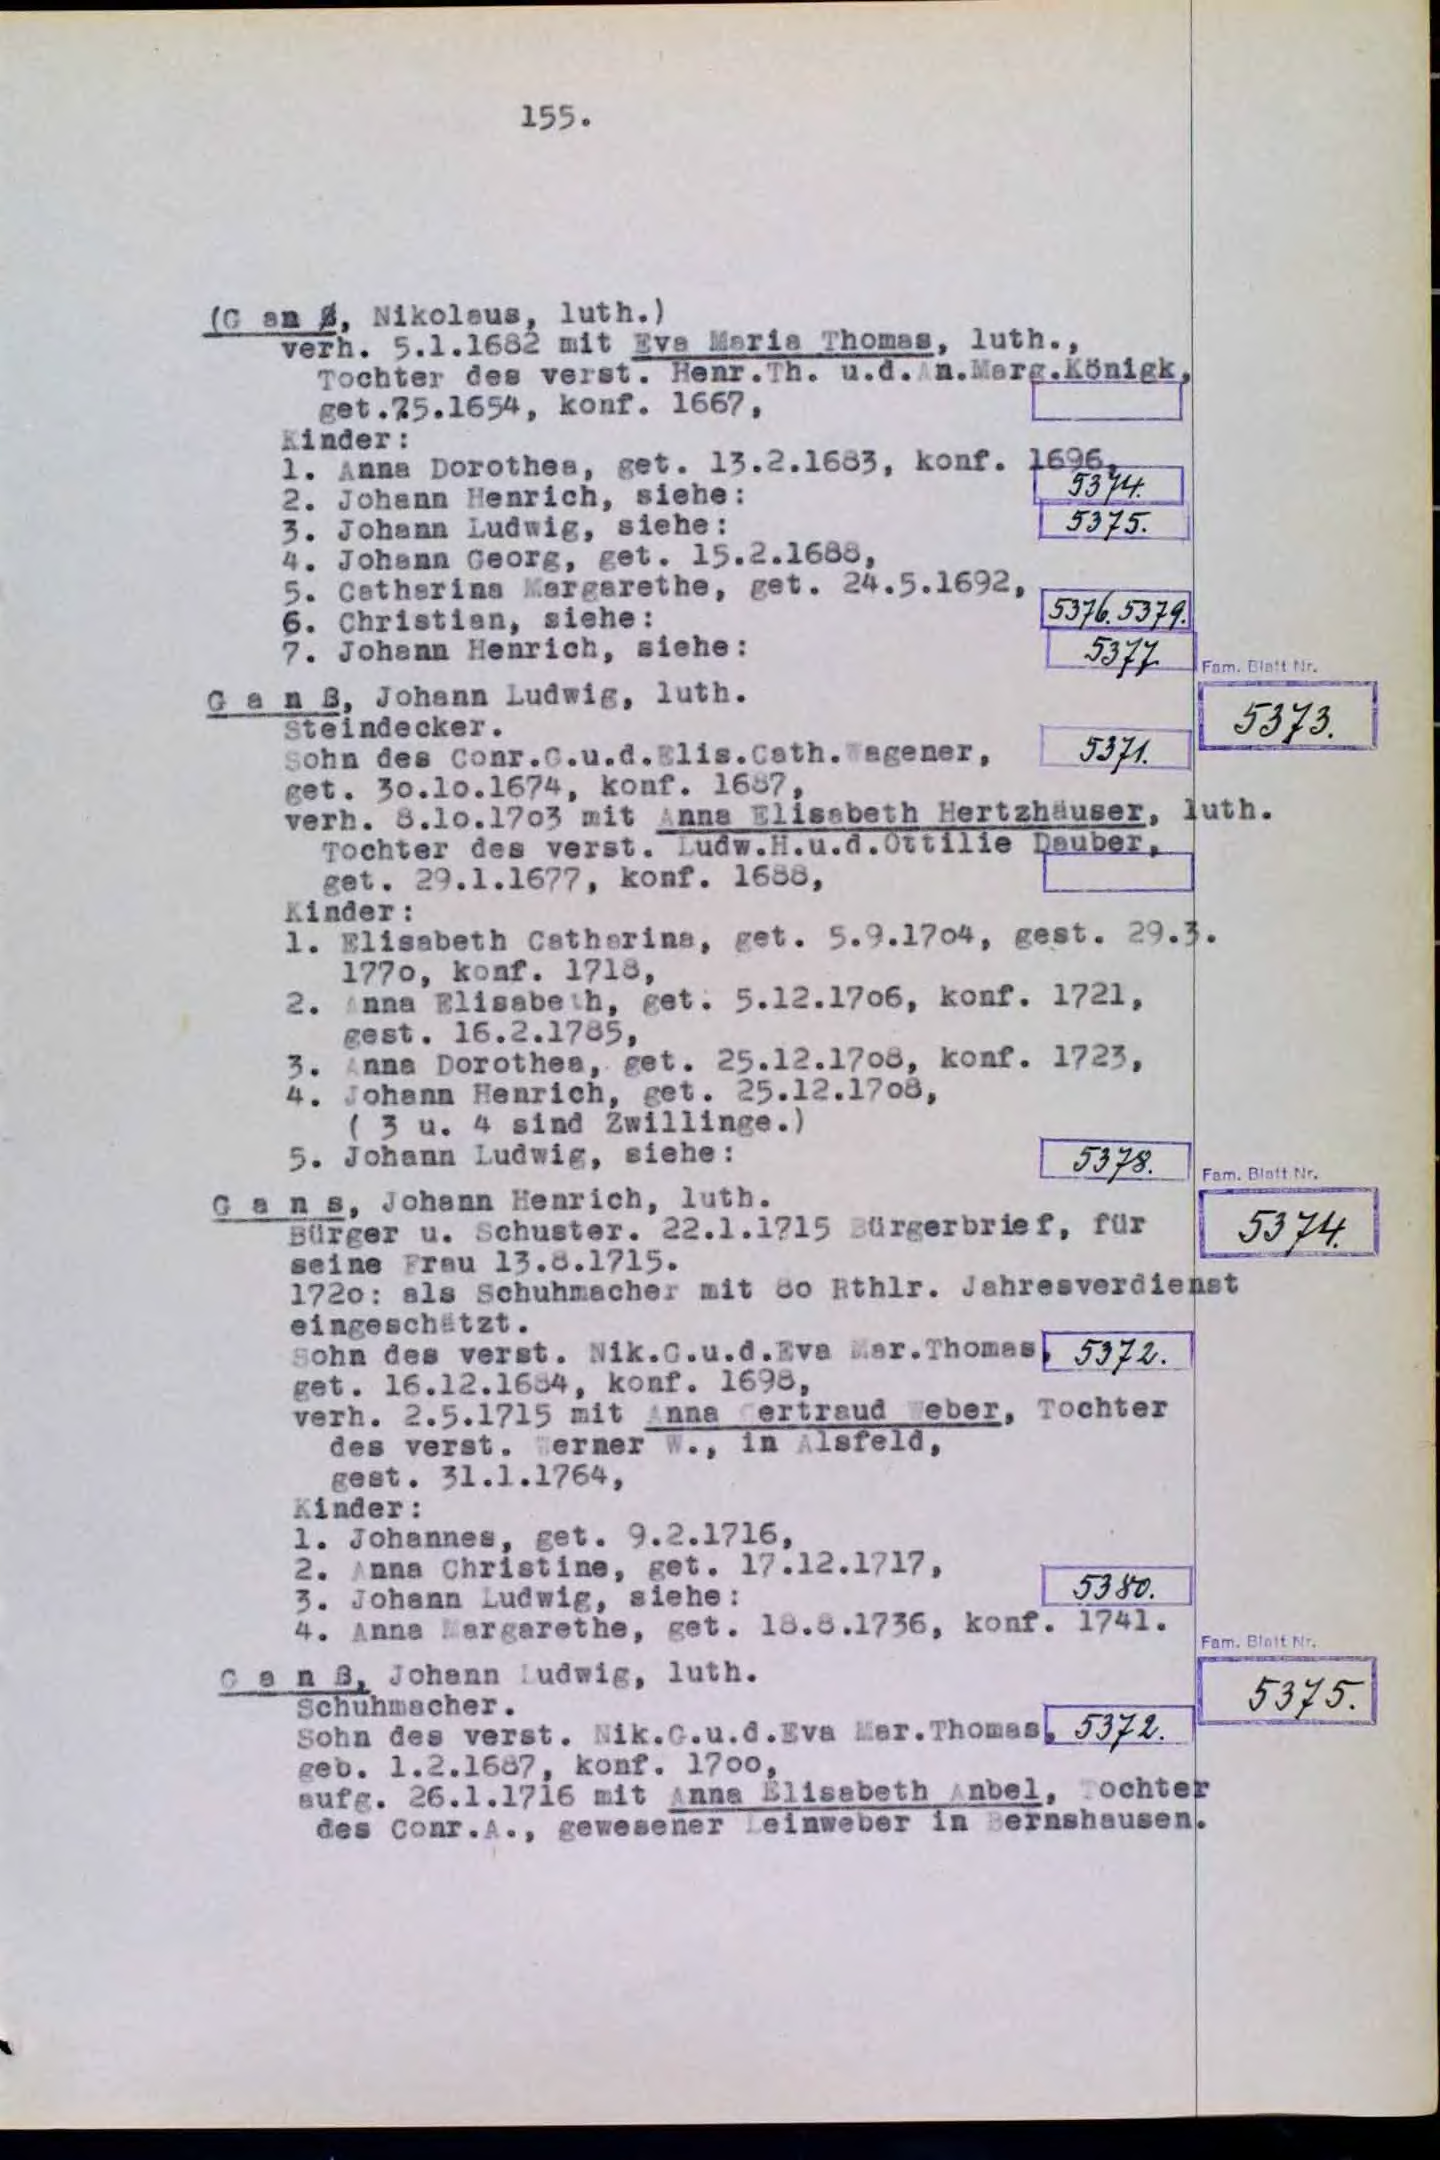 155.
(G an ß, Nikolaus, luth.)
verh. 5.1.1682 mit Eva Maria Thomas, luth.,
Tochter des verst. Henr.Th. u.d.An.Marg.Königk,
get. .5.1654, konf. 1667,
Kinder:
1. Anna Dorothea, get. 13.2.1683, konf. 1696,
2. Johann Henrich, siehe: 5374.
3. Johann Ludwig, siehe: 5375.
4. Johann Georg, get. 15.2.1688,
5. Catharina Margarethe, get. 24.5.1692,
6. Christian, siehe: 5376. 5379.
7. Johann Henrich, siehe: 5377.
Fam. Blatt Nr.
G a n ß, Johann Ludwig, luth. 5373.
Steindecker.
Sohn des Conr.G.u.d.Elis.Cath.Wagener, 5371.
get. 30.10.1674, konf. 1687,
verh. 8.10.1703 mit Anna Elisabeth Hertzhäuser, luth.
Tochter des verst. Ludw.H.u.d.Ottilie Dauber,
get. 29.1.1677, konf. 1688,
Kinder:
1. Elisabeth Catharina, get. 5.9.1704, gest. 29.3.
1770, konf. 1718,
2. Anna Elisabeth, get. 5.12.1706, konf. 1721,
gest. 16.2.1785,
3. Anna Dorothea, get. 25.12.1708, konf. 1723,
4. Johann Henrich, get. 25.12.1708,
( 3 u. 4 sind Zwillinge.)
5. Johann Ludwig, siehe: 5378.
Fam. Blatt Nr.
G a n s, Johann Henrich, luth. 5374.
Bürger u. Schuster. 22.1.1715 Bürgerbrief, für
seine Frau 13.8.1715.
1720: als Schuhmacher mit 80 Rthlr. Jahresverdienst
eingeschätzt.
Sohn des verst. Nik.G.u.d.Eva Mar.Thomas, 5372.
get. 16.12.1684, konf. 1698,
verh. 2.5.1715 mit Anna Gertraud Weber, Tochter
des verst. Werner W., in Alsfeld,
gest. 31.1.1764,
Kinder:
1. Johannes, get. 9.2.1716,
2. Anna Christine, get. 17.12.1717,
3. Johann Ludwig, siehe: 5380.
4. Anna Margarethe, get. 18.8.1736, konf. 1741.
Fam. Blatt Nr.
G a n ß, Johann Ludwig, luth. 5375.
Schuhmacher.
Sohn des verst. Nik.G.u.d.Eva Mar.Thomas, 5372.
geb. 1.2.1687, konf. 1700,
aufg. 26.1.1716 mit Anna Elisabeth Anbel, Tochter
des Conr.A., gewesener Leinweber in Bernshausen.